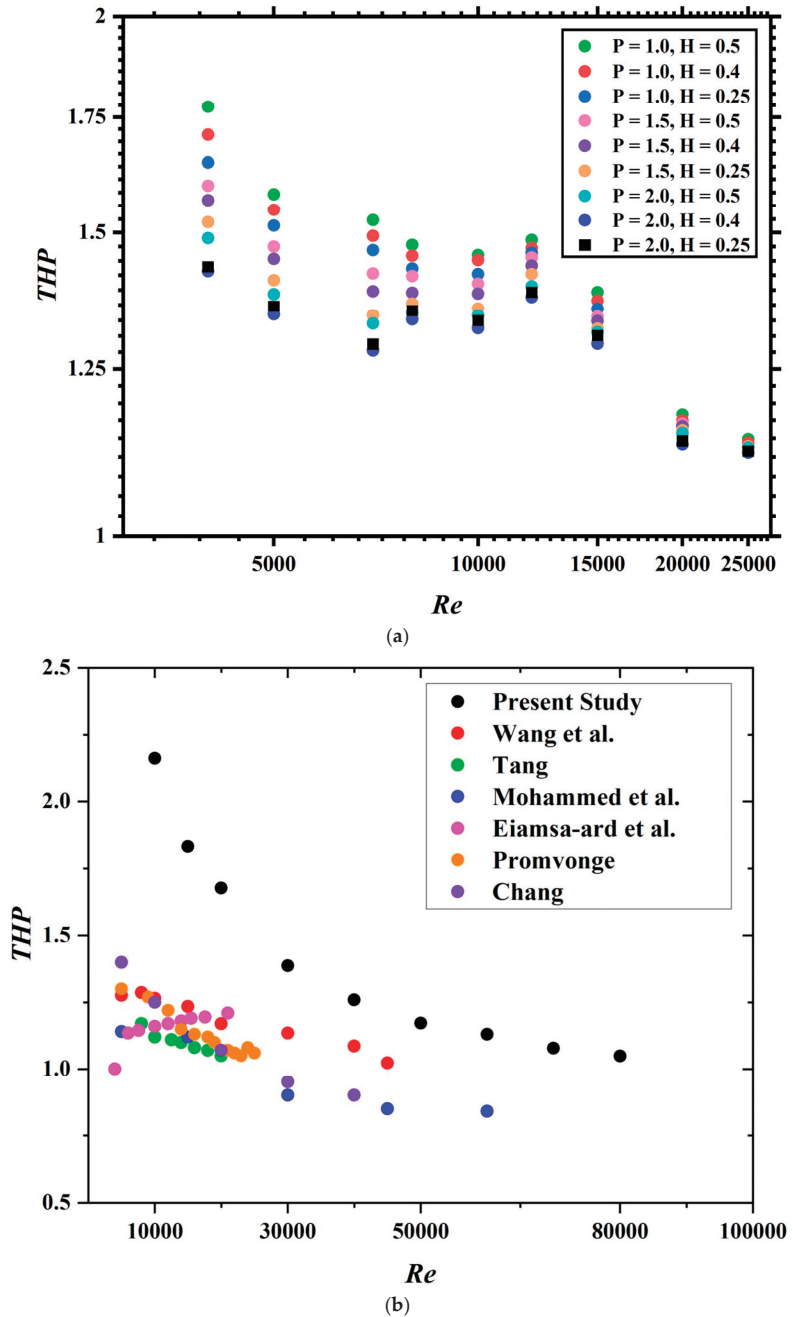 2
1.75
1.5
1.25
1
THP
P = 1.0, H = 0.5
P = 1.0, H = 0.4
P = 1.0, H = 0.25
P = 1.5, H = 0.5
P = 1.5, H = 0.4
P = 1.5, H = 0.25
P = 2.0, H = 0.5
P = 2.0, H = 0.4
P = 2.0, H = 0.25
5000 10000 15000 20000 25000
Re
(a)
2.5
2.0
1.5
1.0
0.5
THP
Present Study
Wang et al.
Tang
Mohammed et al.
Eiamsa-ard et al.
Promvonge
Chang
10000 30000 50000 80000 100000
Re
(b)